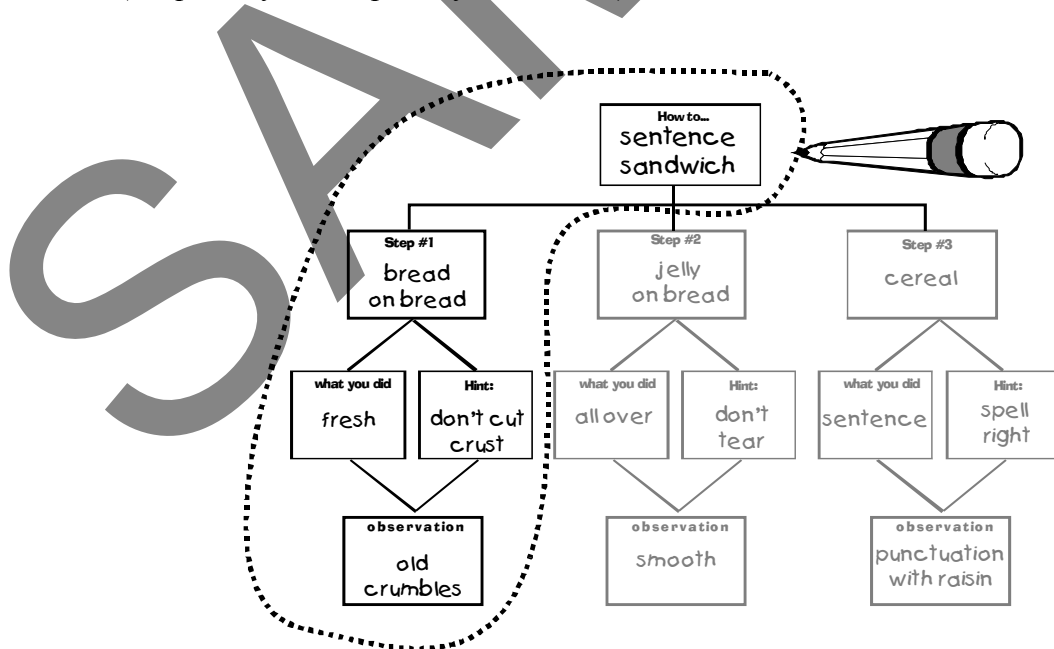 SA
How to...
sentence
sandwich
Step #1
bread
on bread
Step #2
jelly
on bread
Step #3
cereal
what you did
fresh
Hint:
don't cut
crust
what you did
all over
Hint:
don't
tear
what you did
sentence
Hint:
spell
right
observation
old
crumbles
observation
smooth
observation
punctuation
with raisin